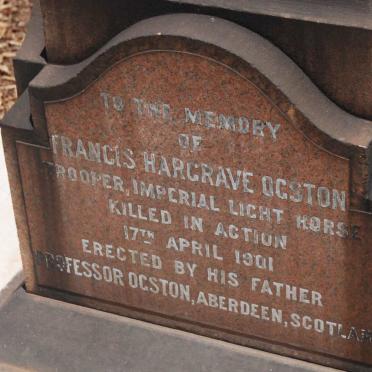 TO THE MEMORY
OF
FRANCIS HARGRAVE OGSTON
TROOPER, IMPERIAL LIGHT HORSE
KILLED IN ACTION
17TH APRIL 1901
ERECTED BY HIS FATHER
PROFESSOR OGSTON, ABERDEEN, SCOTLAND